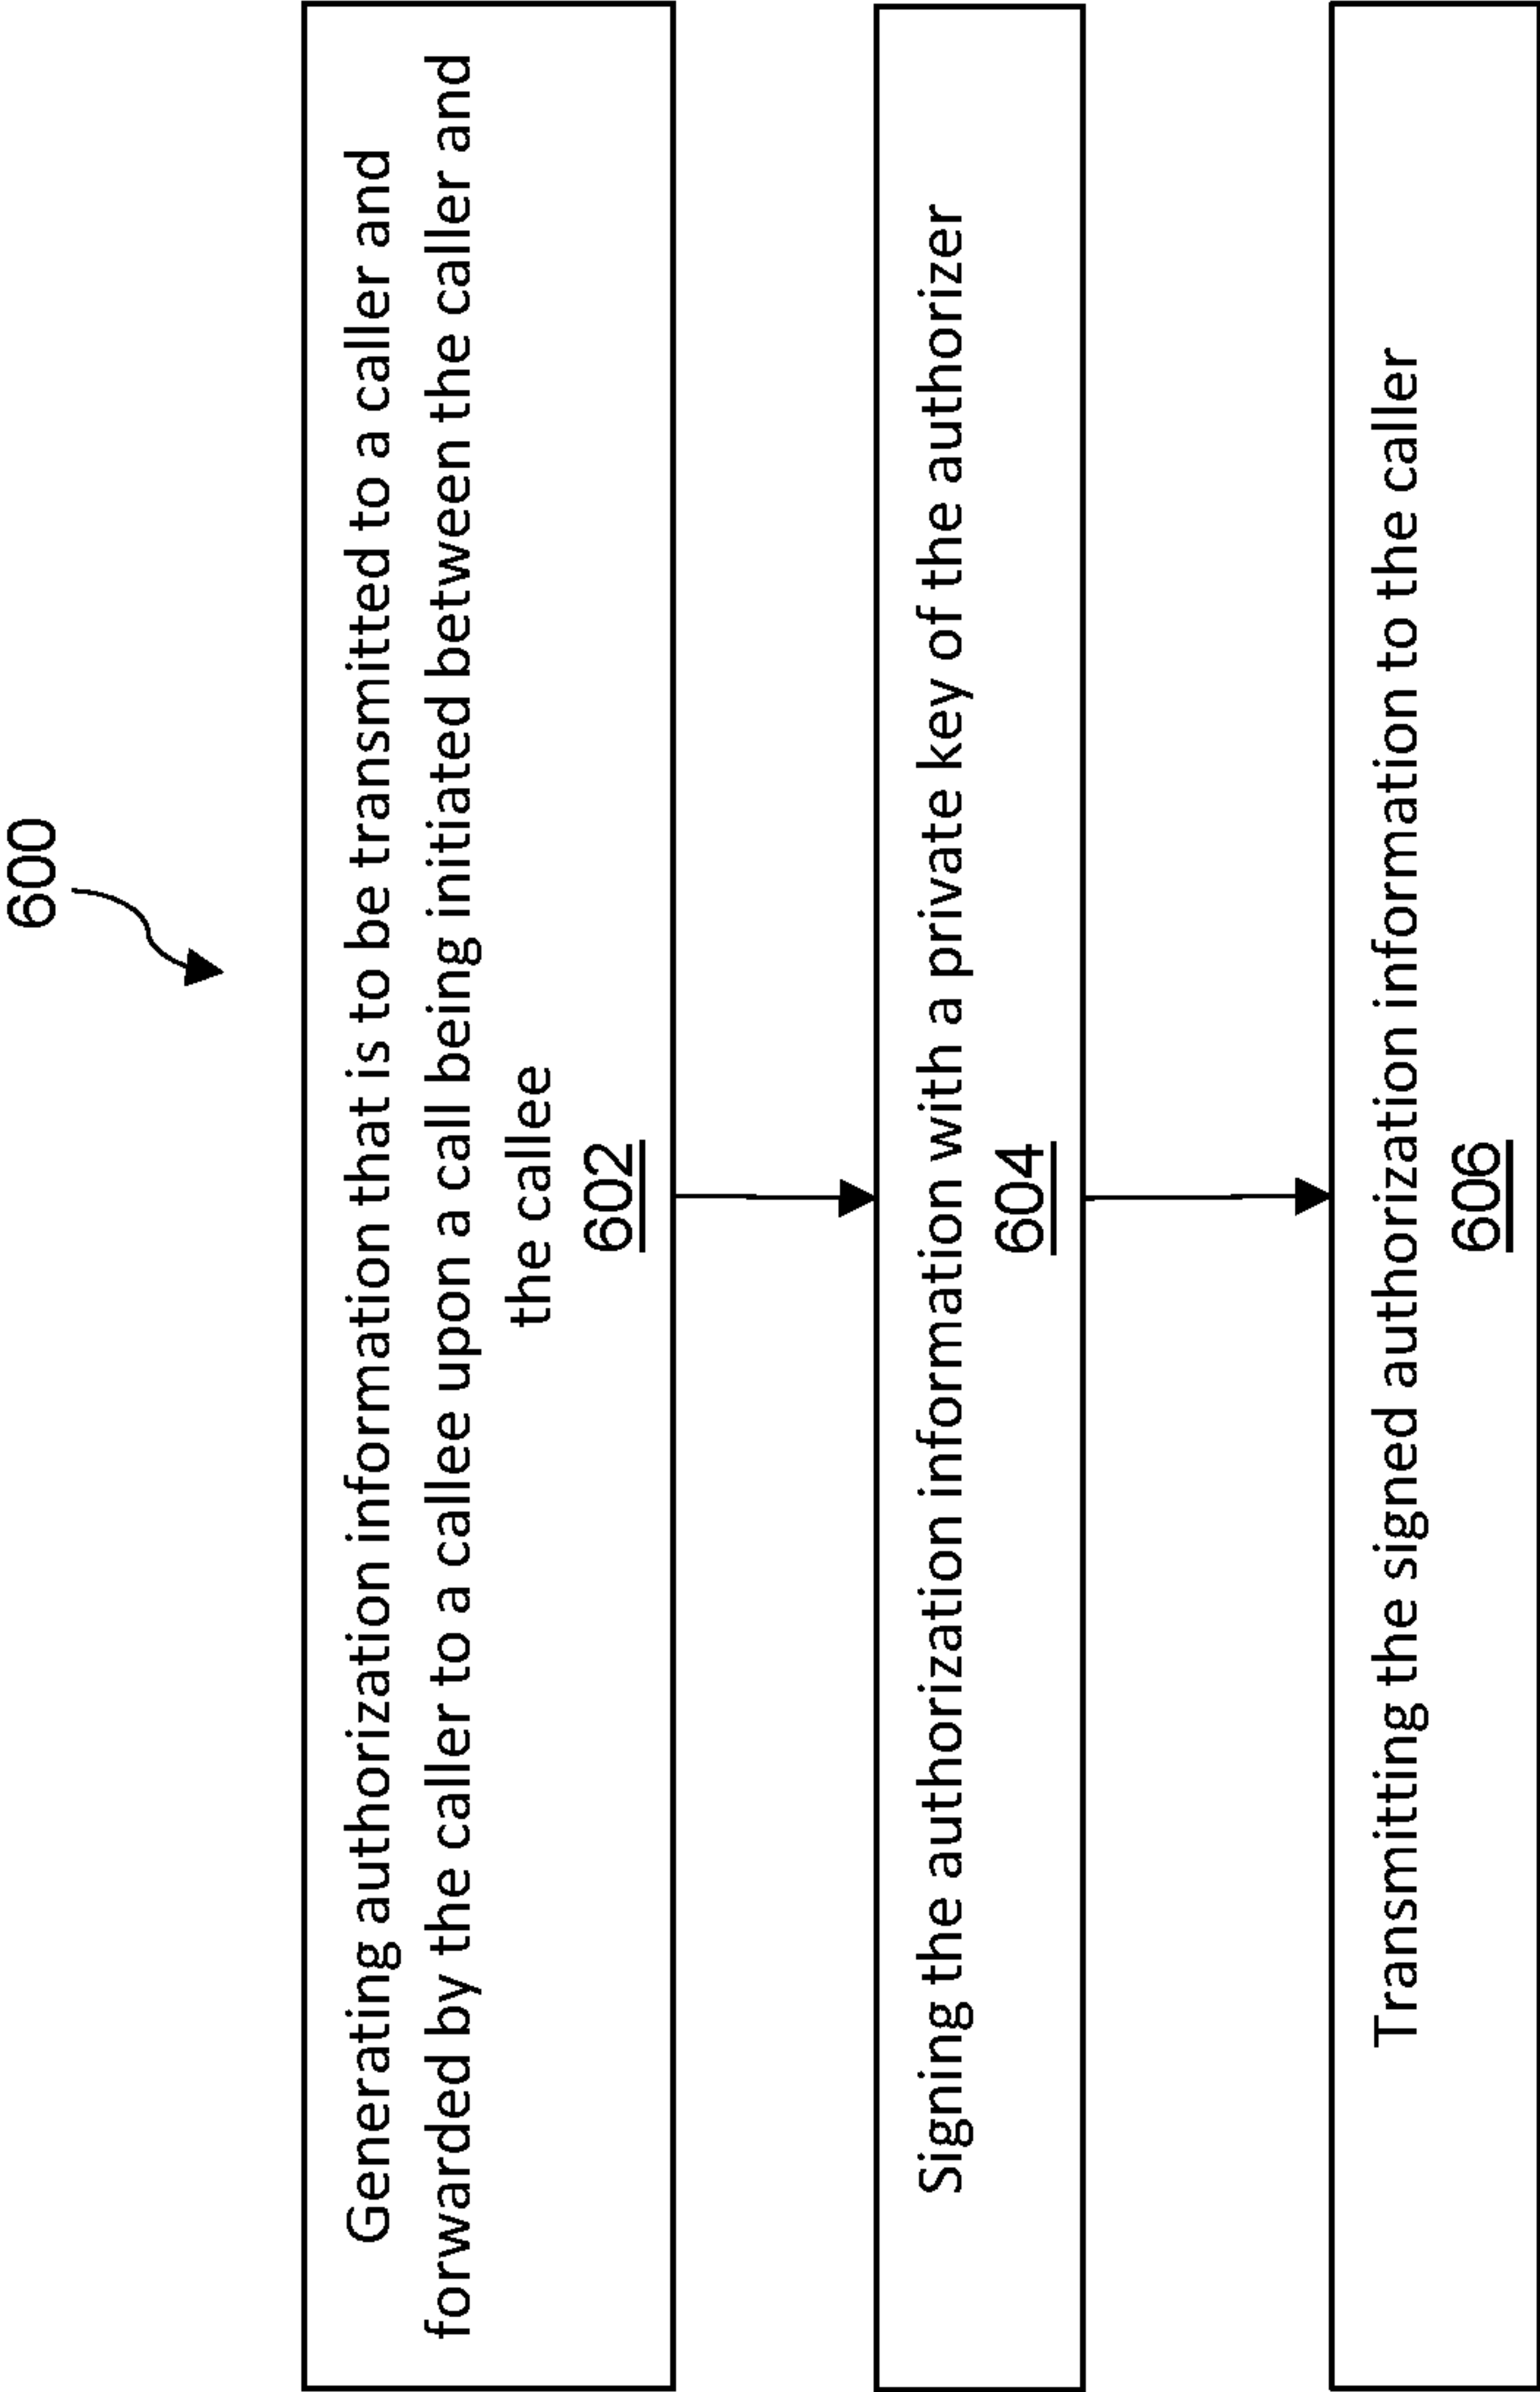 600
Generating authorization information that is to be transmitted to a caller and
forwarded by the caller to a callee upon a call being initiated between the caller and
the callee
602
Signing the authorization information with a private key of the authorizer
604
Transmitting the signed authorization information to the caller
606